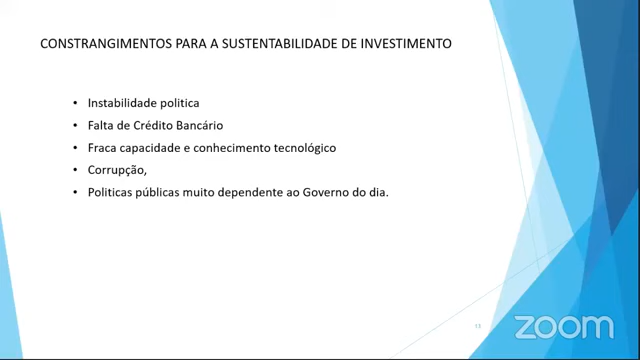 CONSTRANGIMENTOS PARA A SUSTENTABILIDADE DE INVESTIMENTO
• Instabilidade politica
• Falta de Crédito Bancário
• Fraca capacidade e conhecimento tecnológico
• Corrupção,
• Politicas públicas muito dependente ao Governo do dia.
13
zoom